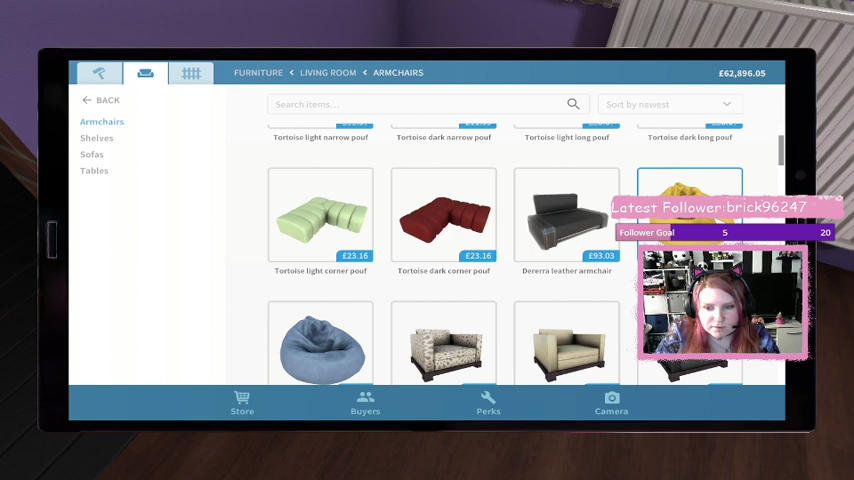 FURNITURE < LIVING ROOM < ARMCHAIRS
£62,896.05
BACK
Search items...
Sort by newest
Armchairs
Shelves
Sofas
Tables
Tortoise light narrow pouf
Tortoise dark narrow pouf
Tortoise light long pouf
Tortoise dark long pouf
Latest Follower:brick96247
Follower Goal 5 20
£23.16
£23.16
£93.03
Tortoise light corner pouf
Tortoise dark corner pouf
Dererra leather armchair
Store
Buyers
Perks
Camera